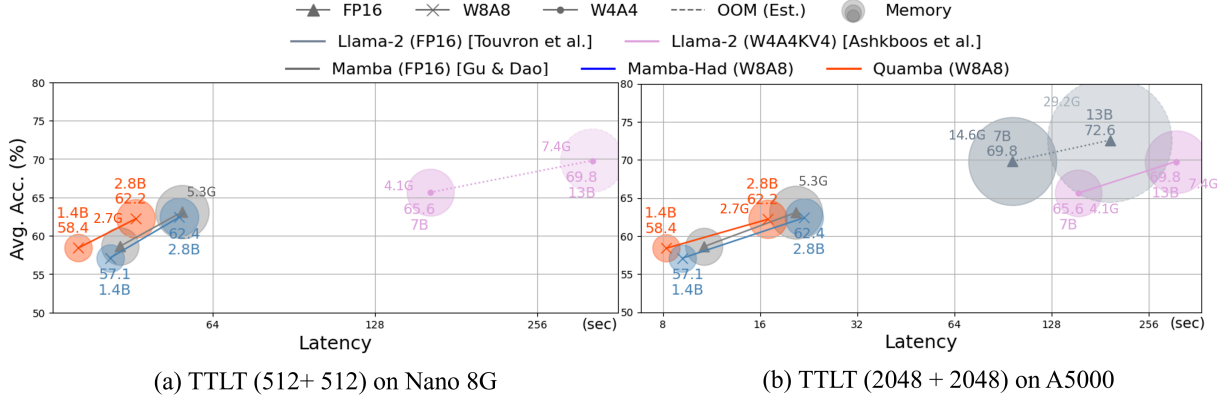 FP16 W8A8 W4A4 OOM (Est.) Memory
Llama-2 (FP16) [Touvron et al.] Llama-2 (W4A4KV4) [Ashkboos et al.]
Mamba (FP16) [Gu & Dao] Mamba-Had (W8A8) Quamba (W8A8)
Avg. Acc. (%)
80
75
70
65
60
55
50
1.4B
58.4
2.7G
2.8B
62.2
5.3G
62.4
2.8B
57.1
1.4B
4.1G
65.6
7B
7.4G
69.8
13B
64 128 256 (sec)
Latency
(a) TTLT (512+ 512) on Nano 8G
80
75
70
65
60
55
50
1.4B
58.4
2.7G
2.8B
62.2
5.3G
62.4
2.8B
57.1
1.4B
14.6G
7B
69.8
29.2G
13B
72.6
65.6
4.1G
7B
69.8
13B
7.4G
8 16 32 64 128 256 (sec)
Latency
(b) TTLT (2048 + 2048) on A5000